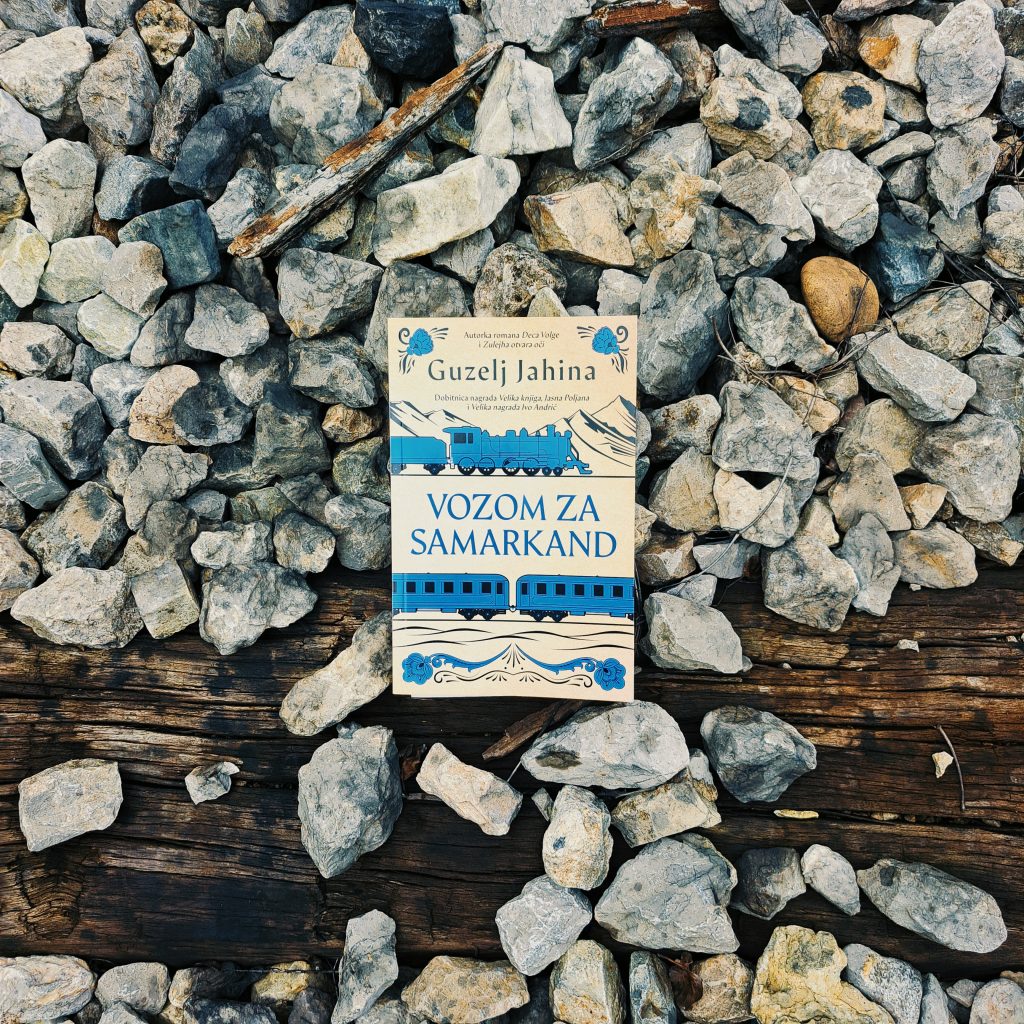 Autorka romana Deca Volge
i Zulejha otvara oči
Guzelj Jahina
Dobitnica nagrada Velika knjiga, Jasna Poljana
i Velika nagrada Ivo Andrić
VOZOM ZA
SAMARKAND